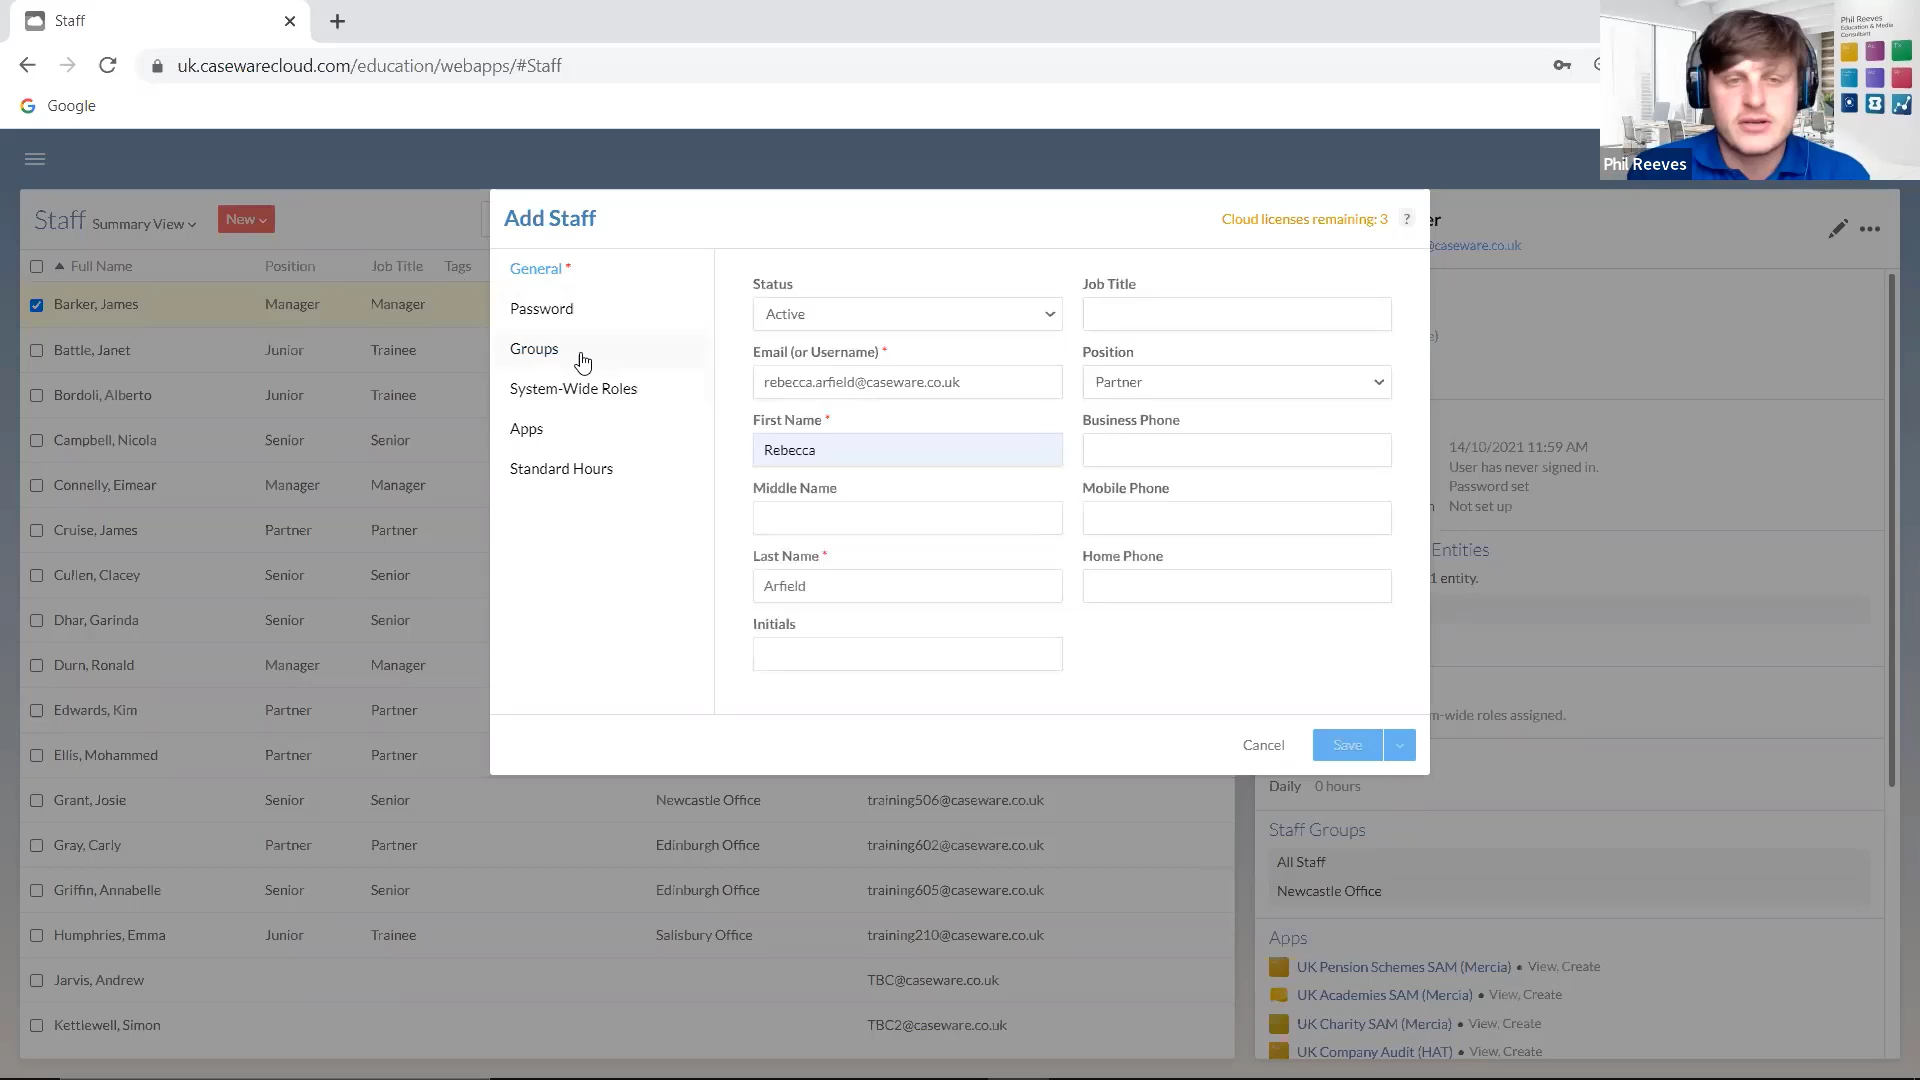 Staff
uk.casewarecloud.com/education/webapps/#Staff
Google
Phil Reeves
Education & Media
Consultant
Phil Reeves
Staff Summary View
New
Full Name Position Job Title Tags
Barker, James Manager Manager
Battle, Janet Junior Trainee
Bordoli, Alberto Junior Trainee
Campbell, Nicola Senior Senior
Connelly, Eimear Manager Manager
Cruise, James Partner Partner
Cullen, Clacey Senior Senior
Dhar, Garinda Senior Senior
Durn, Ronald Manager Manager
Edwards, Kim Partner Partner
Ellis, Mohammed Partner Partner
Grant, Josie Senior Senior Newcastle Office training506@caseware.co.uk
Gray, Carly Partner Partner Edinburgh Office training602@caseware.co.uk
Griffin, Annabelle Senior Senior Edinburgh Office training605@caseware.co.uk
Humphries, Emma Junior Trainee Salisbury Office training210@caseware.co.uk
Jarvis, Andrew TBC@caseware.co.uk
Kettlewell, Simon TBC2@caseware.co.uk
Add Staff
Cloud licenses remaining: 3 ?
General *
Password
Groups
System-Wide Roles
Apps
Standard Hours
Status
Active
Email (or Username) *
rebecca.arfield@caseware.co.uk
First Name *
Rebecca
Middle Name
Last Name *
Arfield
Initials
Job Title
Position
Partner
Business Phone
Mobile Phone
Home Phone
Cancel
Save
er
@caseware.co.uk
14/10/2021 11:59 AM
User has never signed in.
Password set
Not set up
Entities
1 entity.
m-wide roles assigned.
Daily 0 hours
Staff Groups
All Staff
Newcastle Office
Apps
UK Pension Schemes SAM (Mercia) • View, Create
UK Academies SAM (Mercia) • View, Create
UK Charity SAM (Mercia) • View, Create
UK Company Audit (HAT) • View, Create